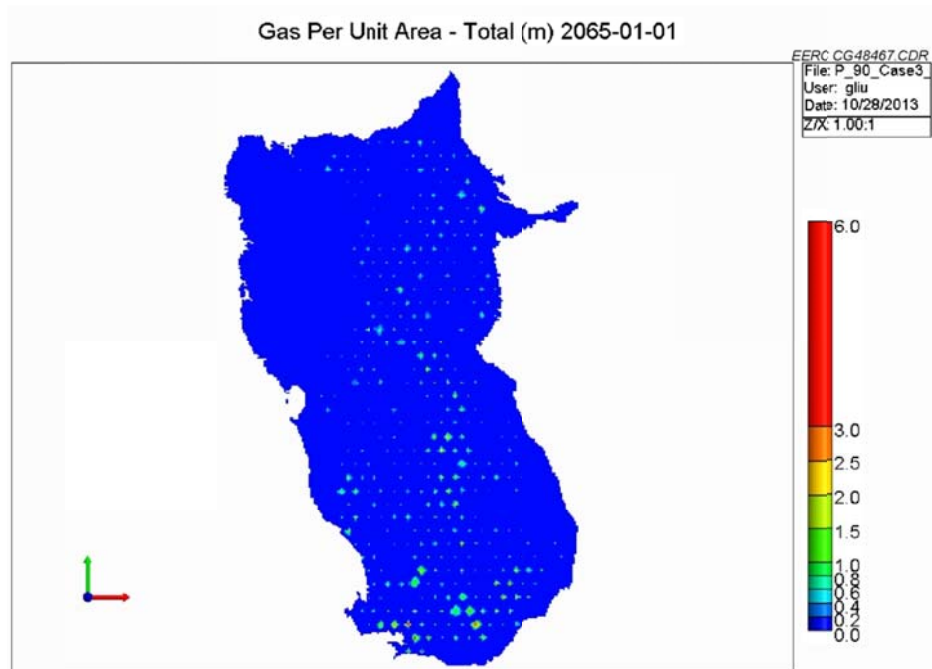 Gas Per Unit Area - Total (m) 2065-01-01
EERC CG48467.CDR
File: P_90_Case3_
User: gliu
Date: 10/28/2013
Z/X: 1.00:1
6.0
3.0
2.5
2.0
1.5
1.0
0.8
0.6
0.4
0.2
0.0